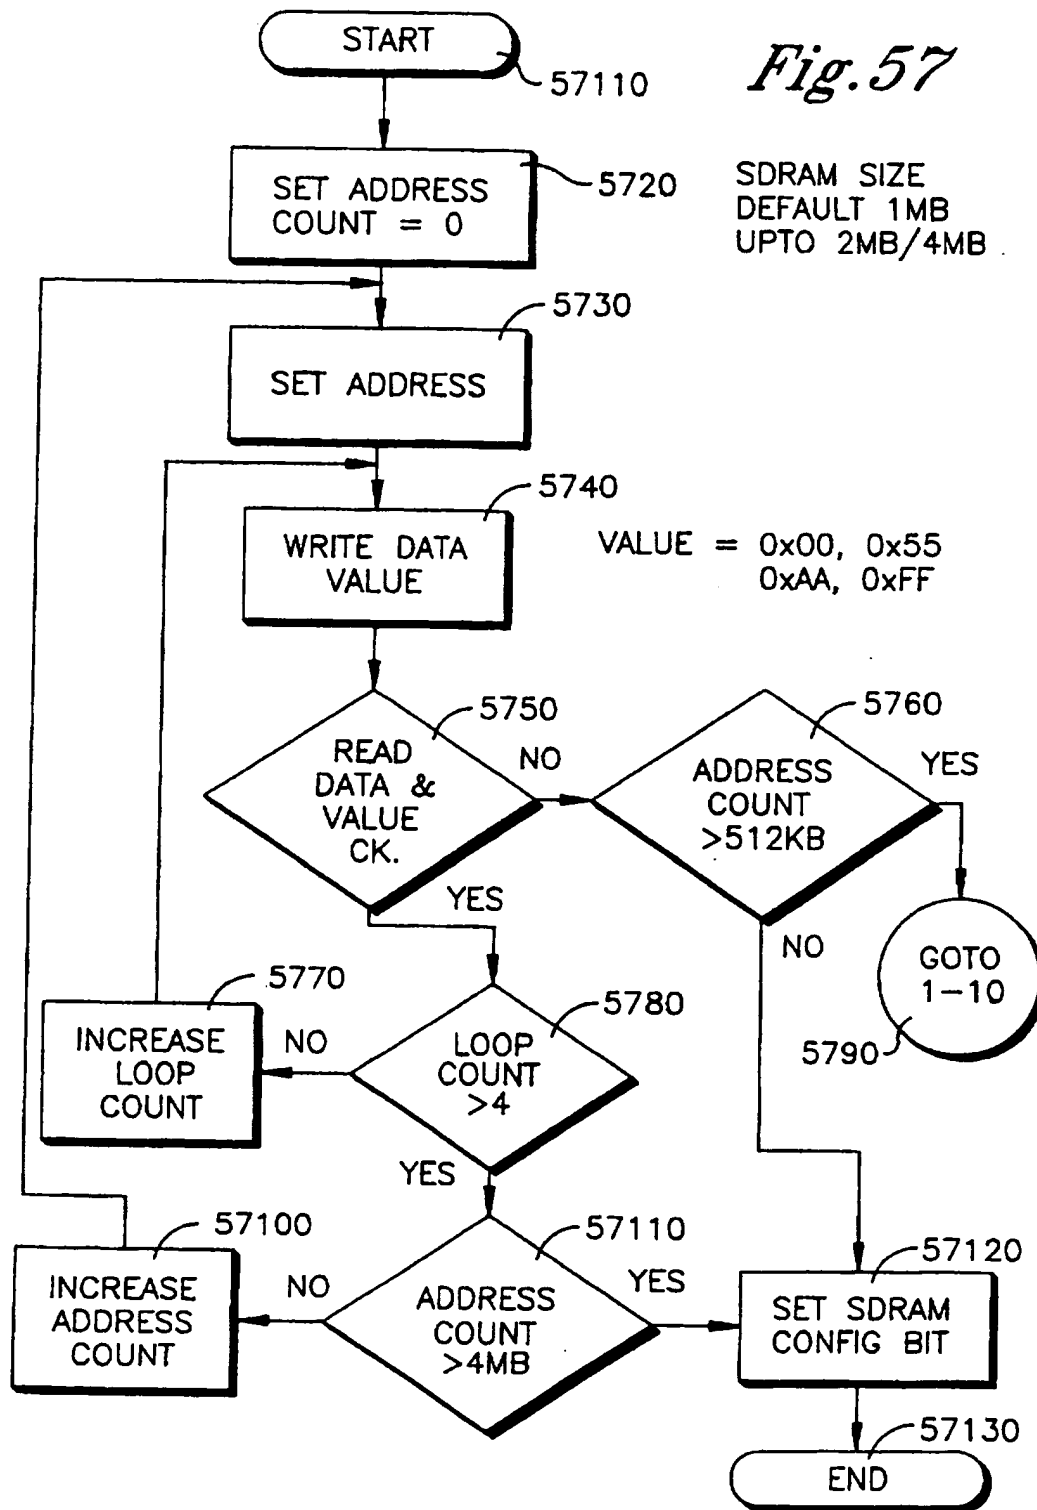 START
57110
Fig. 57
SET ADDRESS
COUNT = 0
5720
SDRAM SIZE
DEFAULT 1MB
UPTO 2MB/4MB
5730
SET ADDRESS
5740
WRITE DATA
VALUE
VALUE = 0x00, 0x55
0xAA, 0xFF
5750
READ
DATA &
VALUE
CK.
NO
5760
ADDRESS
COUNT
>512KB
YES
YES
NO
GOTO
1-10
5790
5770
INCREASE
LOOP
COUNT
NO
5780
LOOP
COUNT
>4
YES
57100
INCREASE
ADDRESS
COUNT
NO
57110
ADDRESS
COUNT
>4MB
YES
57120
SET SDRAM
CONFIG BIT
57130
END